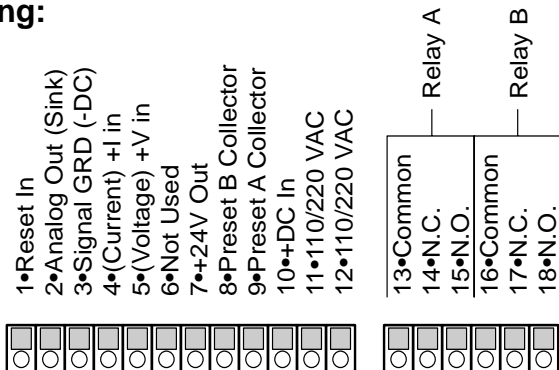 ng:
1•Reset In
2•Analog Out (Sink)
3•Signal GRD (-DC)
4•(Current) +I in
5•(Voltage) +V in
6•Not Used
7•+24V Out
8•Preset B Collector
9•Preset A Collector
10•+DC In
11•110/220 VAC
12•110/220 VAC
13•Common
14•N.C.
15•N.O.
16•Common
17•N.C.
18•N.O.
Relay A
Relay B